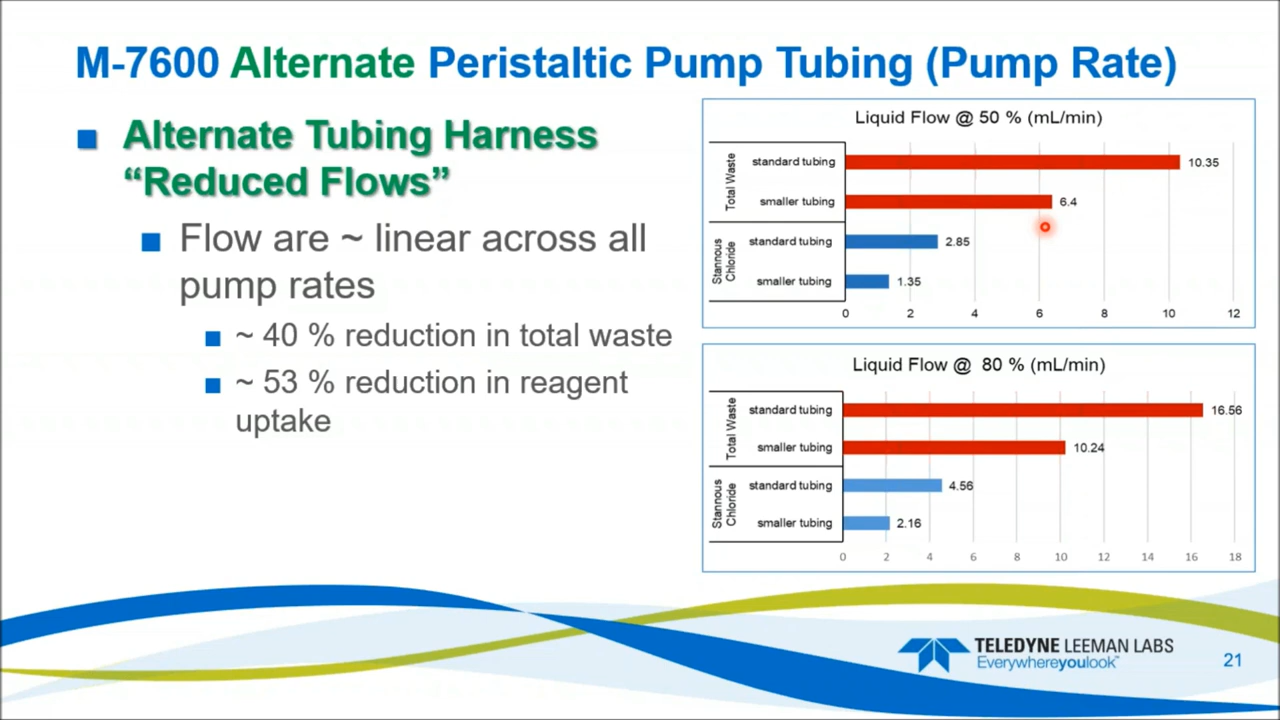 M-7600 Alternate Peristaltic Pump Tubing (Pump Rate)
Alternate Tubing Harness
“Reduced Flows”
Flow are ~ linear across all
pump rates
~ 40 % reduction in total waste
~ 53 % reduction in reagent
uptake
Liquid Flow @ 50 % (mL/min)
Total Waste
standard tubing 10.35
smaller tubing 6.4
Stannous
Chloride
standard tubing 2.85
smaller tubing 1.35
0 2 4 6 8 10 12
Liquid Flow @ 80 % (mL/min)
Total Waste
standard tubing 16.56
smaller tubing 10.24
Stannous
Chloride
standard tubing 4.56
smaller tubing 2.16
0 2 4 6 8 10 12 14 16 18
TELEDYNE LEEMAN LABS
Everywhereyoulook™
21